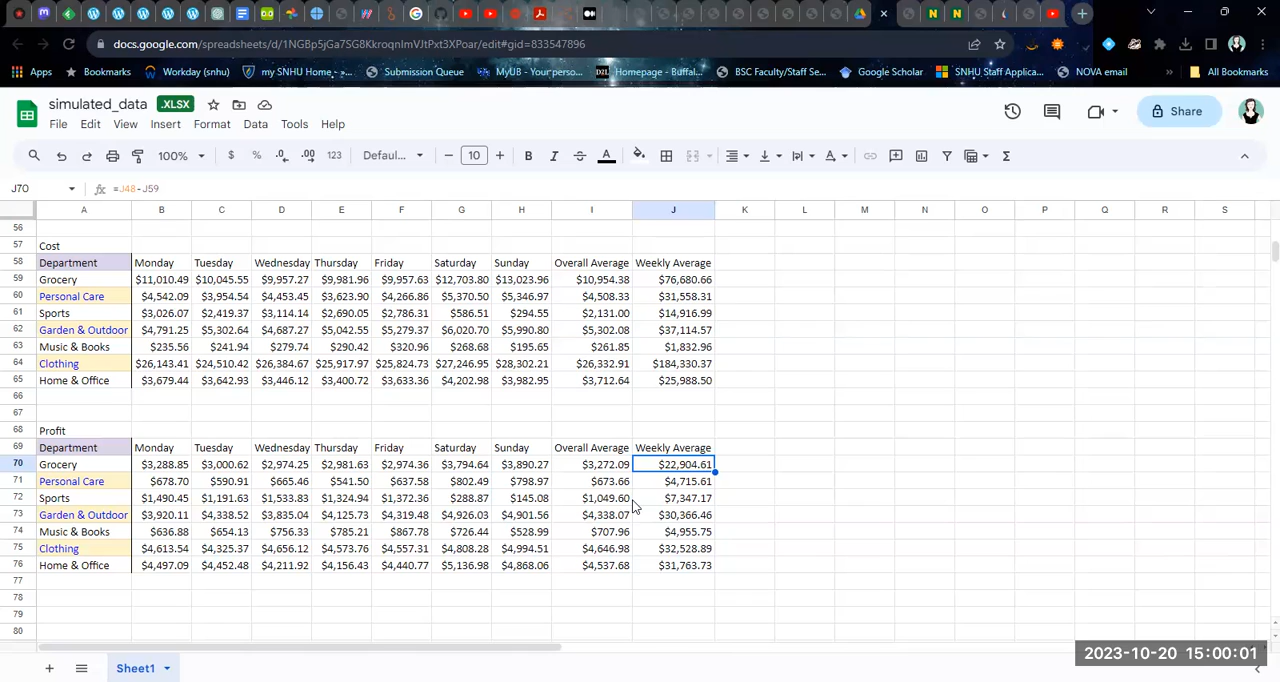 docs.google.com/spreadsheets/d/1NGBp5jGa7SG8KkroqnImVJtPxt3XPoar/edit#gid=833547896
Apps Bookmarks Workday (snhu) my SNHU Home - ... Submission Queue MyUB - Your perso... Homepage - Buffal... BSC Faculty/Staff Se... Google Scholar SNHU Staff Applica... NOVA email » All Bookmarks
simulated_data .XLSX
File Edit View Insert Format Data Tools Help
Share
100% $ % .0 .00 123 Defaul... − 10 + B I A
J70 fx =J48-J59
A B C D E F G H I J K L M N O P Q R S
56
57 Cost
58 Department Monday Tuesday Wednesday Thursday Friday Saturday Sunday Overall Average Weekly Average
59 Grocery $11,010.49 $10,045.55 $9,957.27 $9,981.96 $9,957.63 $12,703.80 $13,023.96 $10,954.38 $76,680.66
60 Personal Care $4,542.09 $3,954.54 $4,453.45 $3,623.90 $4,266.86 $5,370.50 $5,346.97 $4,508.33 $31,558.31
61 Sports $3,026.07 $2,419.37 $3,114.14 $2,690.05 $2,786.31 $586.51 $294.55 $2,131.00 $14,916.99
62 Garden & Outdoor $4,791.25 $5,302.64 $4,687.27 $5,042.55 $5,279.37 $6,020.70 $5,990.80 $5,302.08 $37,114.57
63 Music & Books $235.56 $241.94 $279.74 $290.42 $320.96 $268.68 $195.65 $261.85 $1,832.96
64 Clothing $26,143.41 $24,510.42 $26,384.67 $25,917.97 $25,824.73 $27,246.95 $28,302.21 $26,332.91 $184,330.37
65 Home & Office $3,679.44 $3,642.93 $3,446.12 $3,400.72 $3,633.36 $4,202.98 $3,982.95 $3,712.64 $25,988.50
66
67
68 Profit
69 Department Monday Tuesday Wednesday Thursday Friday Saturday Sunday Overall Average Weekly Average
70 Grocery $3,288.85 $3,000.62 $2,974.25 $2,981.63 $2,974.36 $3,794.64 $3,890.27 $3,272.09 $22,904.61
71 Personal Care $678.70 $590.91 $665.46 $541.50 $637.58 $802.49 $798.97 $673.66 $4,715.61
72 Sports $1,490.45 $1,191.63 $1,533.83 $1,324.94 $1,372.36 $288.87 $145.08 $1,049.60 $7,347.17
73 Garden & Outdoor $3,920.11 $4,338.52 $3,835.04 $4,125.73 $4,319.48 $4,926.03 $4,901.56 $4,338.07 $30,366.46
74 Music & Books $636.88 $654.13 $756.33 $785.21 $867.78 $726.44 $528.99 $707.96 $4,955.75
75 Clothing $4,613.54 $4,325.37 $4,656.12 $4,573.76 $4,557.31 $4,808.28 $4,994.51 $4,646.98 $32,528.89
76 Home & Office $4,497.09 $4,452.48 $4,211.92 $4,156.43 $4,440.77 $5,136.98 $4,868.06 $4,537.68 $31,763.73
77
78
79
80
2023-10-20 15:00:01
Sheet1